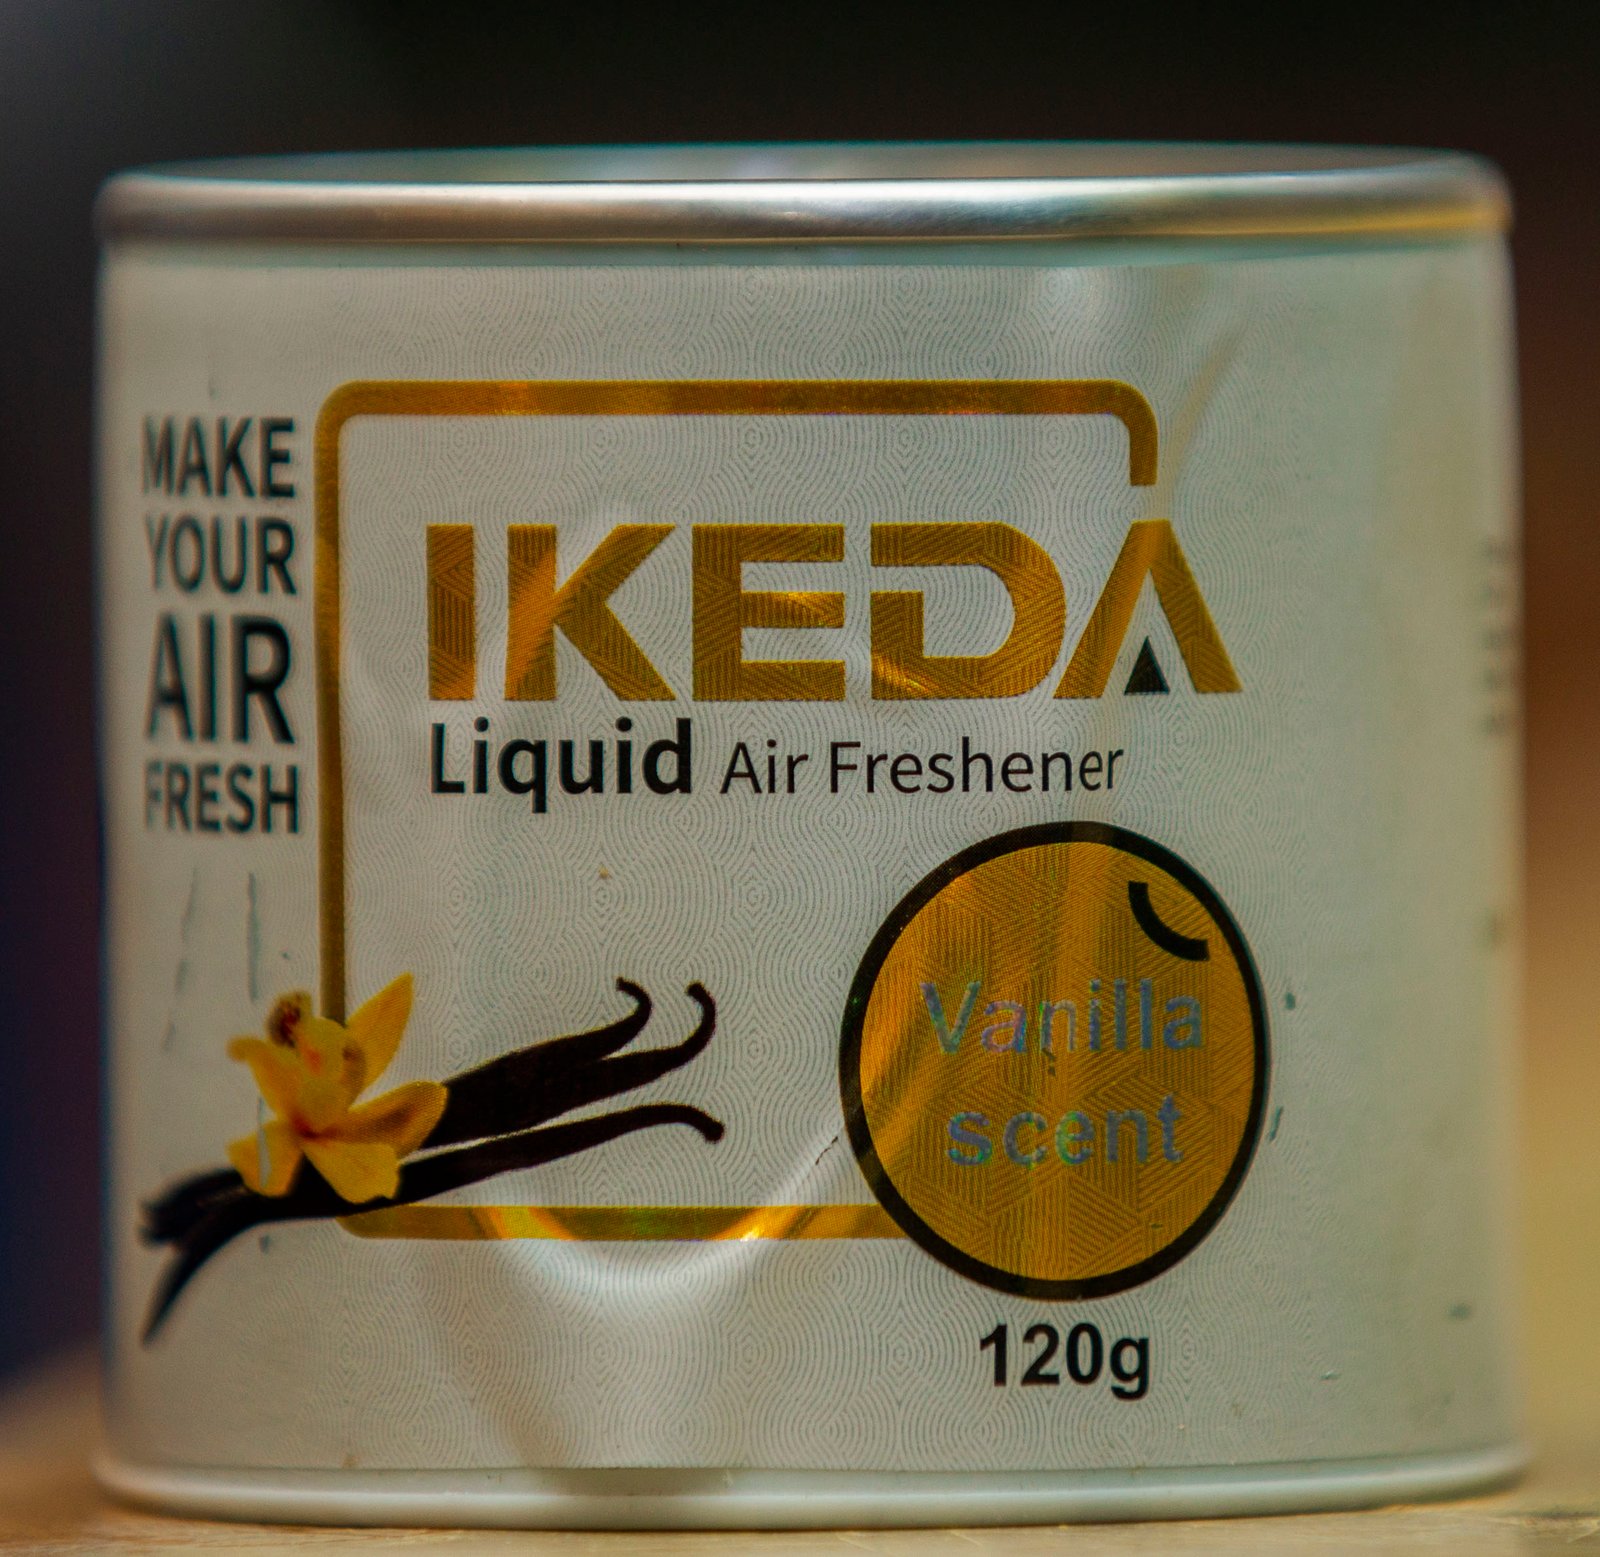 MAKE
YOUR
AIR
FRESH
IKEDA
Liquid Air Freshener
Vanilla
scent
120g